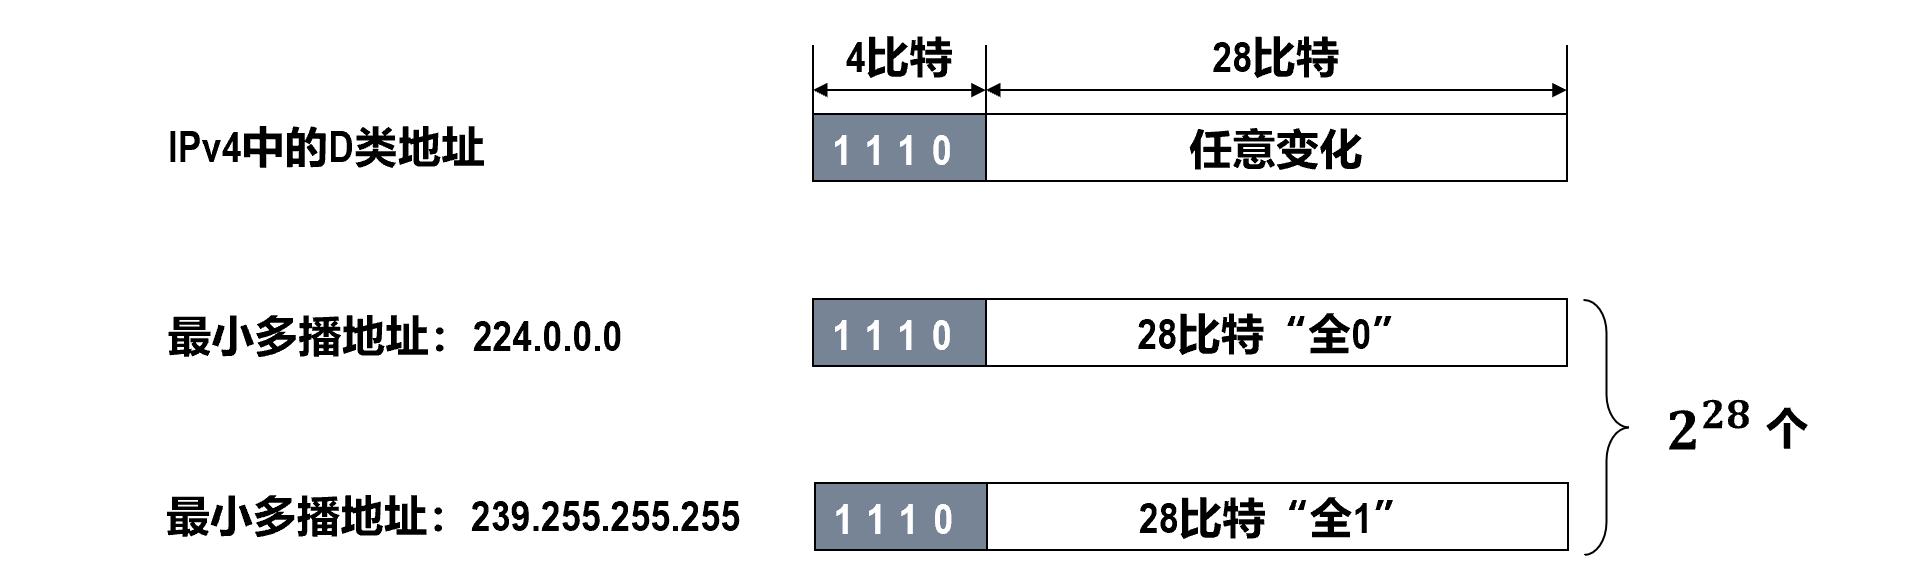 4比特
28比特
IPv4中的D类地址
1 1 1 0
任意变化
最小多播地址：224.0.0.0
1 1 1 0
28比特“全0”
2²⁸ 个
最小多播地址：239.255.255.255
1 1 1 0
28比特“全1”